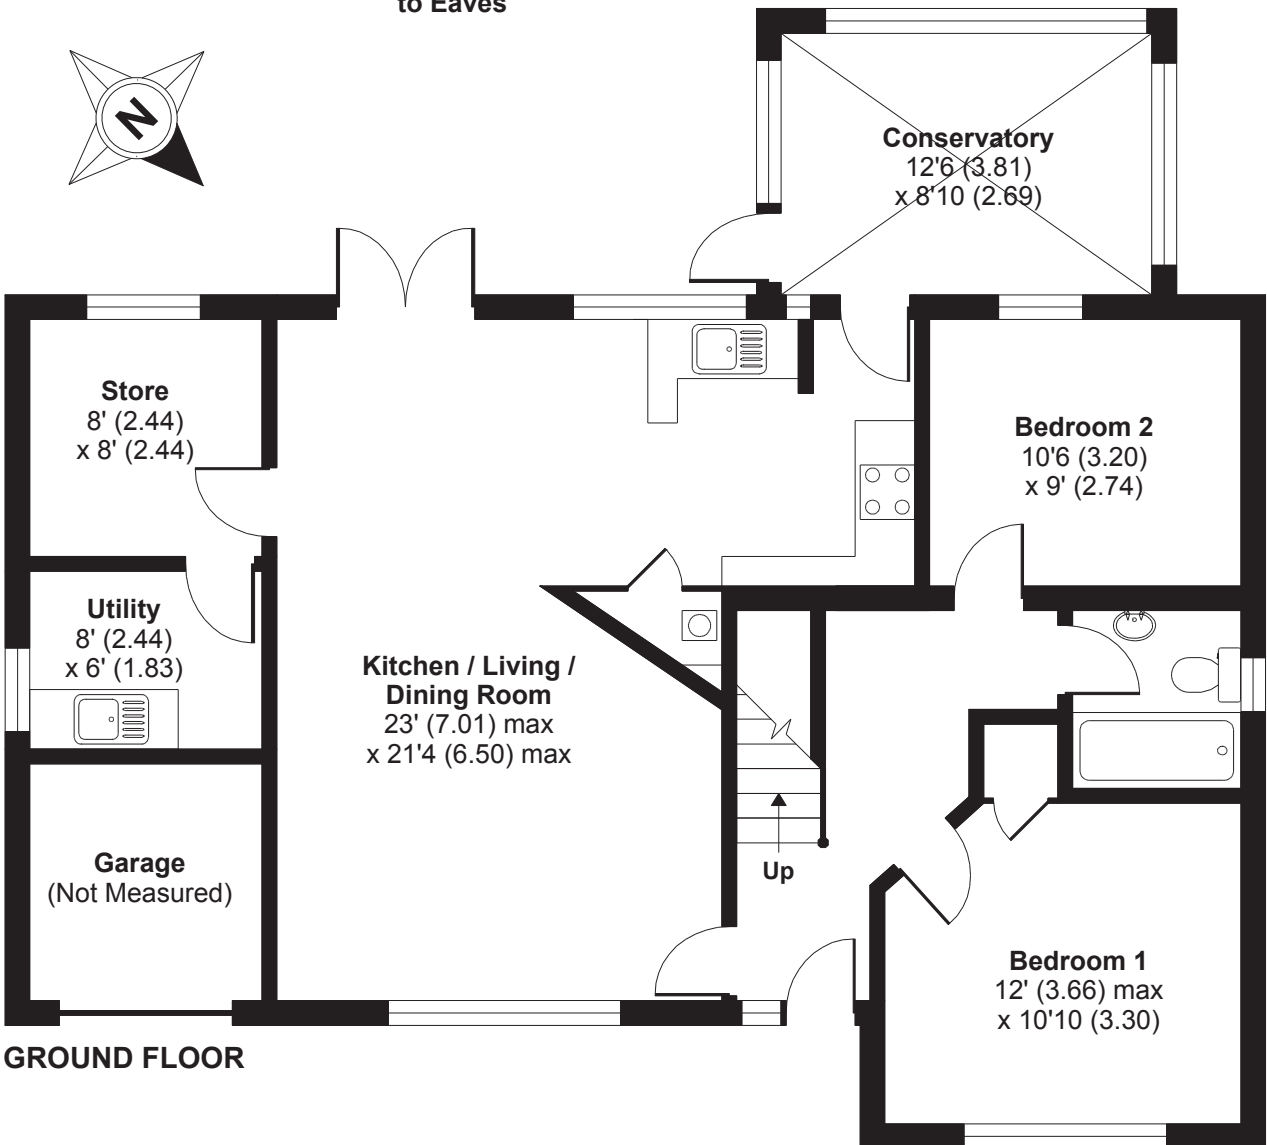 to Eaves
N
Conservatory
12'6 (3.81)
x 8'10 (2.69)
Store
8' (2.44)
x 8' (2.44)
Bedroom 2
10'6 (3.20)
x 9' (2.74)
Utility
8' (2.44)
x 6' (1.83)
Kitchen / Living /
Dining Room
23' (7.01) max
x 21'4 (6.50) max
Garage
(Not Measured)
Up
Bedroom 1
12' (3.66) max
x 10'10 (3.30)
GROUND FLOOR